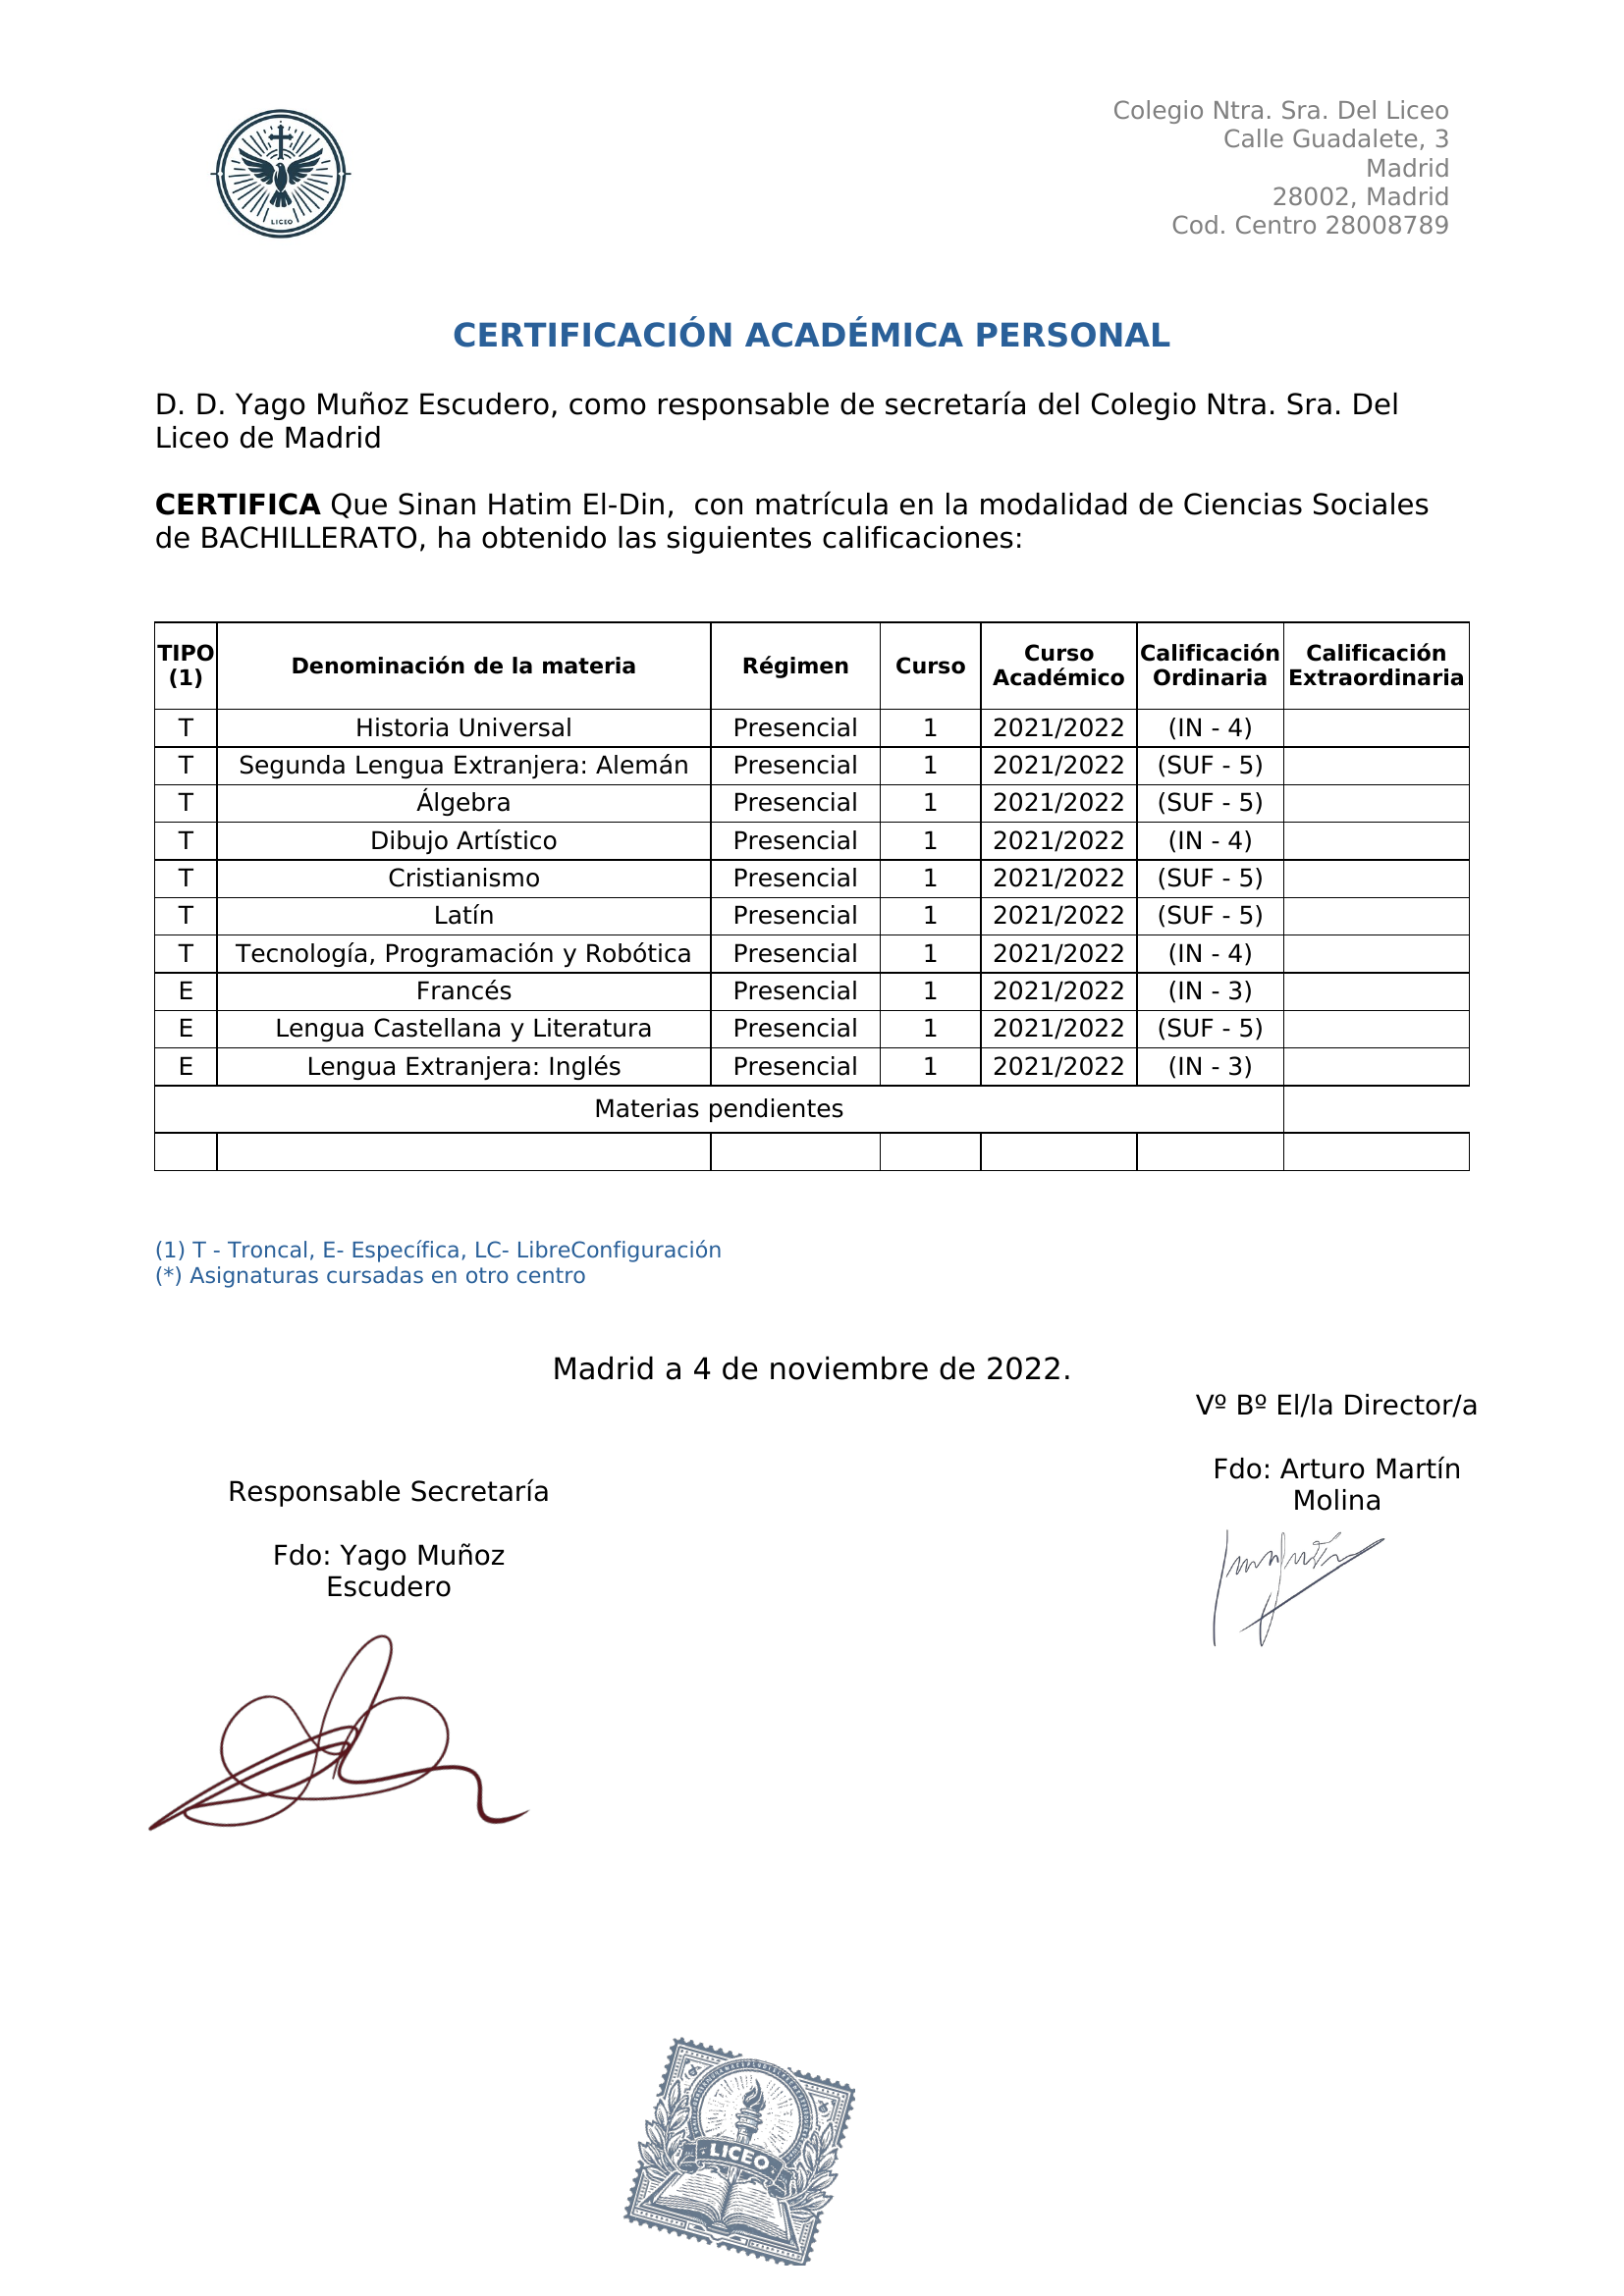 LICEO
Colegio Ntra. Sra. Del Liceo
Calle Guadalete, 3
Madrid
28002, Madrid
Cod. Centro 28008789
CERTIFICACIÓN ACADÉMICA PERSONAL
D. D. Yago Muñoz Escudero, como responsable de secretaría del Colegio Ntra. Sra. Del
Liceo de Madrid
CERTIFICA Que Sinan Hatim El-Din, con matrícula en la modalidad de Ciencias Sociales
de BACHILLERATO, ha obtenido las siguientes calificaciones:
TIPO (1) Denominación de la materia Régimen Curso Curso Académico Calificación Ordinaria Calificación Extraordinaria
T Historia Universal Presencial 1 2021/2022 (IN - 4)
T Segunda Lengua Extranjera: Alemán Presencial 1 2021/2022 (SUF - 5)
T Álgebra Presencial 1 2021/2022 (SUF - 5)
T Dibujo Artístico Presencial 1 2021/2022 (IN - 4)
T Cristianismo Presencial 1 2021/2022 (SUF - 5)
T Latín Presencial 1 2021/2022 (SUF - 5)
T Tecnología, Programación y Robótica Presencial 1 2021/2022 (IN - 4)
E Francés Presencial 1 2021/2022 (IN - 3)
E Lengua Castellana y Literatura Presencial 1 2021/2022 (SUF - 5)
E Lengua Extranjera: Inglés Presencial 1 2021/2022 (IN - 3)
Materias pendientes
(1) T - Troncal, E- Específica, LC- LibreConfiguración
(*) Asignaturas cursadas en otro centro
Madrid a 4 de noviembre de 2022.
Vº Bº El/la Director/a
Fdo: Arturo Martín
Molina
Responsable Secretaría
Fdo: Yago Muñoz
Escudero
LICEO